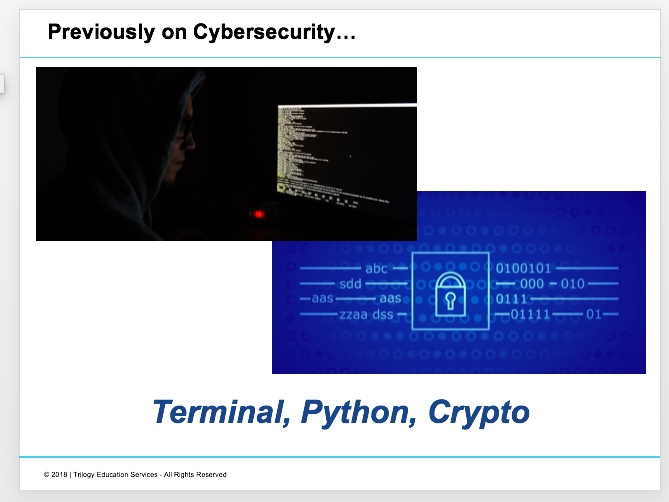 Previously on Cybersecurity…
abc 0100101
sdd 000 010
aas aas 0111
zzaa dss 01111 01
Terminal, Python, Crypto
© 2018 | Trilogy Education Services - All Rights Reserved